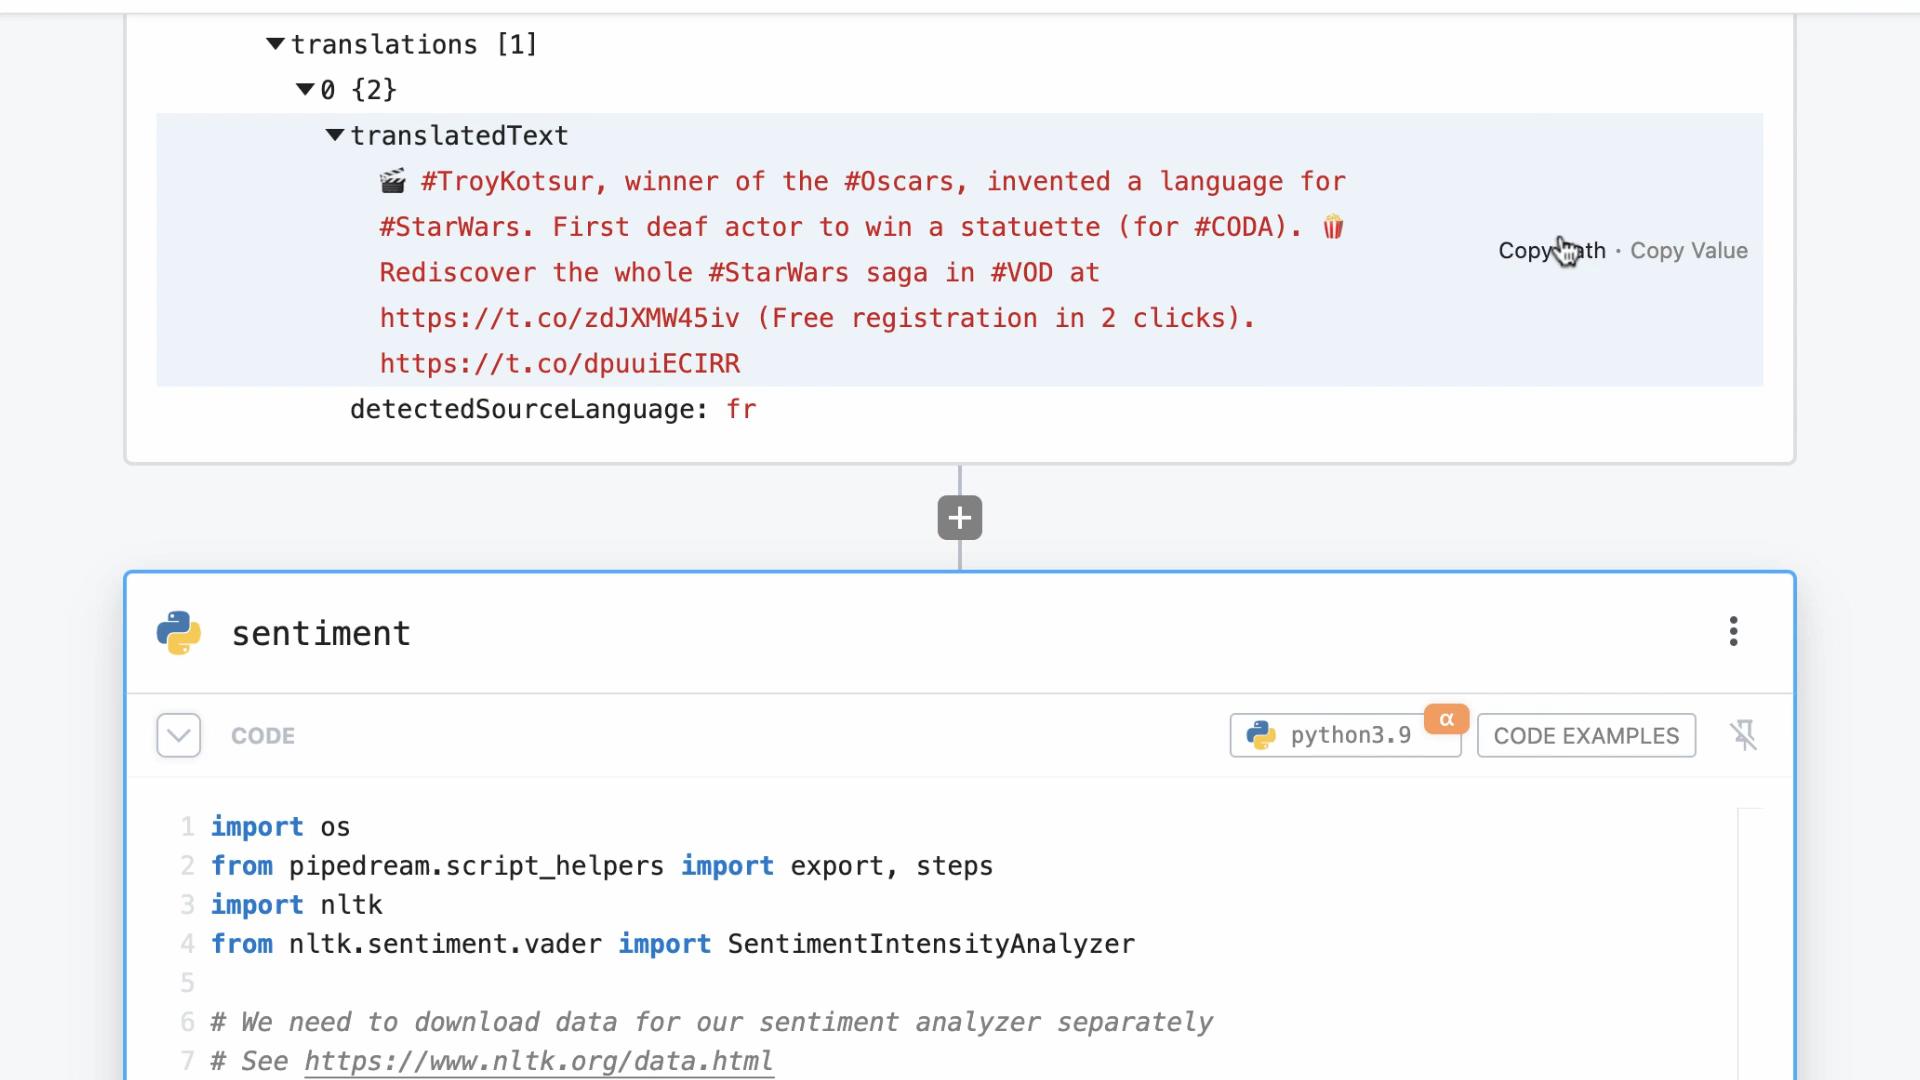 translations [1]
0 {2}
translatedText
🎬 #TroyKotsur, winner of the #Oscars, invented a language for
#StarWars. First deaf actor to win a statuette (for #CODA). 🍿
Rediscover the whole #StarWars saga in #VOD at
https://t.co/zdJXMW45iv (Free registration in 2 clicks).
https://t.co/dpuuiECIRR
Copy Path • Copy Value
detectedSourceLanguage: fr
sentiment
CODE
python3.9
α
CODE EXAMPLES
1 import os
2 from pipedream.script_helpers import export, steps
3 import nltk
4 from nltk.sentiment.vader import SentimentIntensityAnalyzer
5
6 # We need to download data for our sentiment analyzer separately
7 # See https://www.nltk.org/data.html